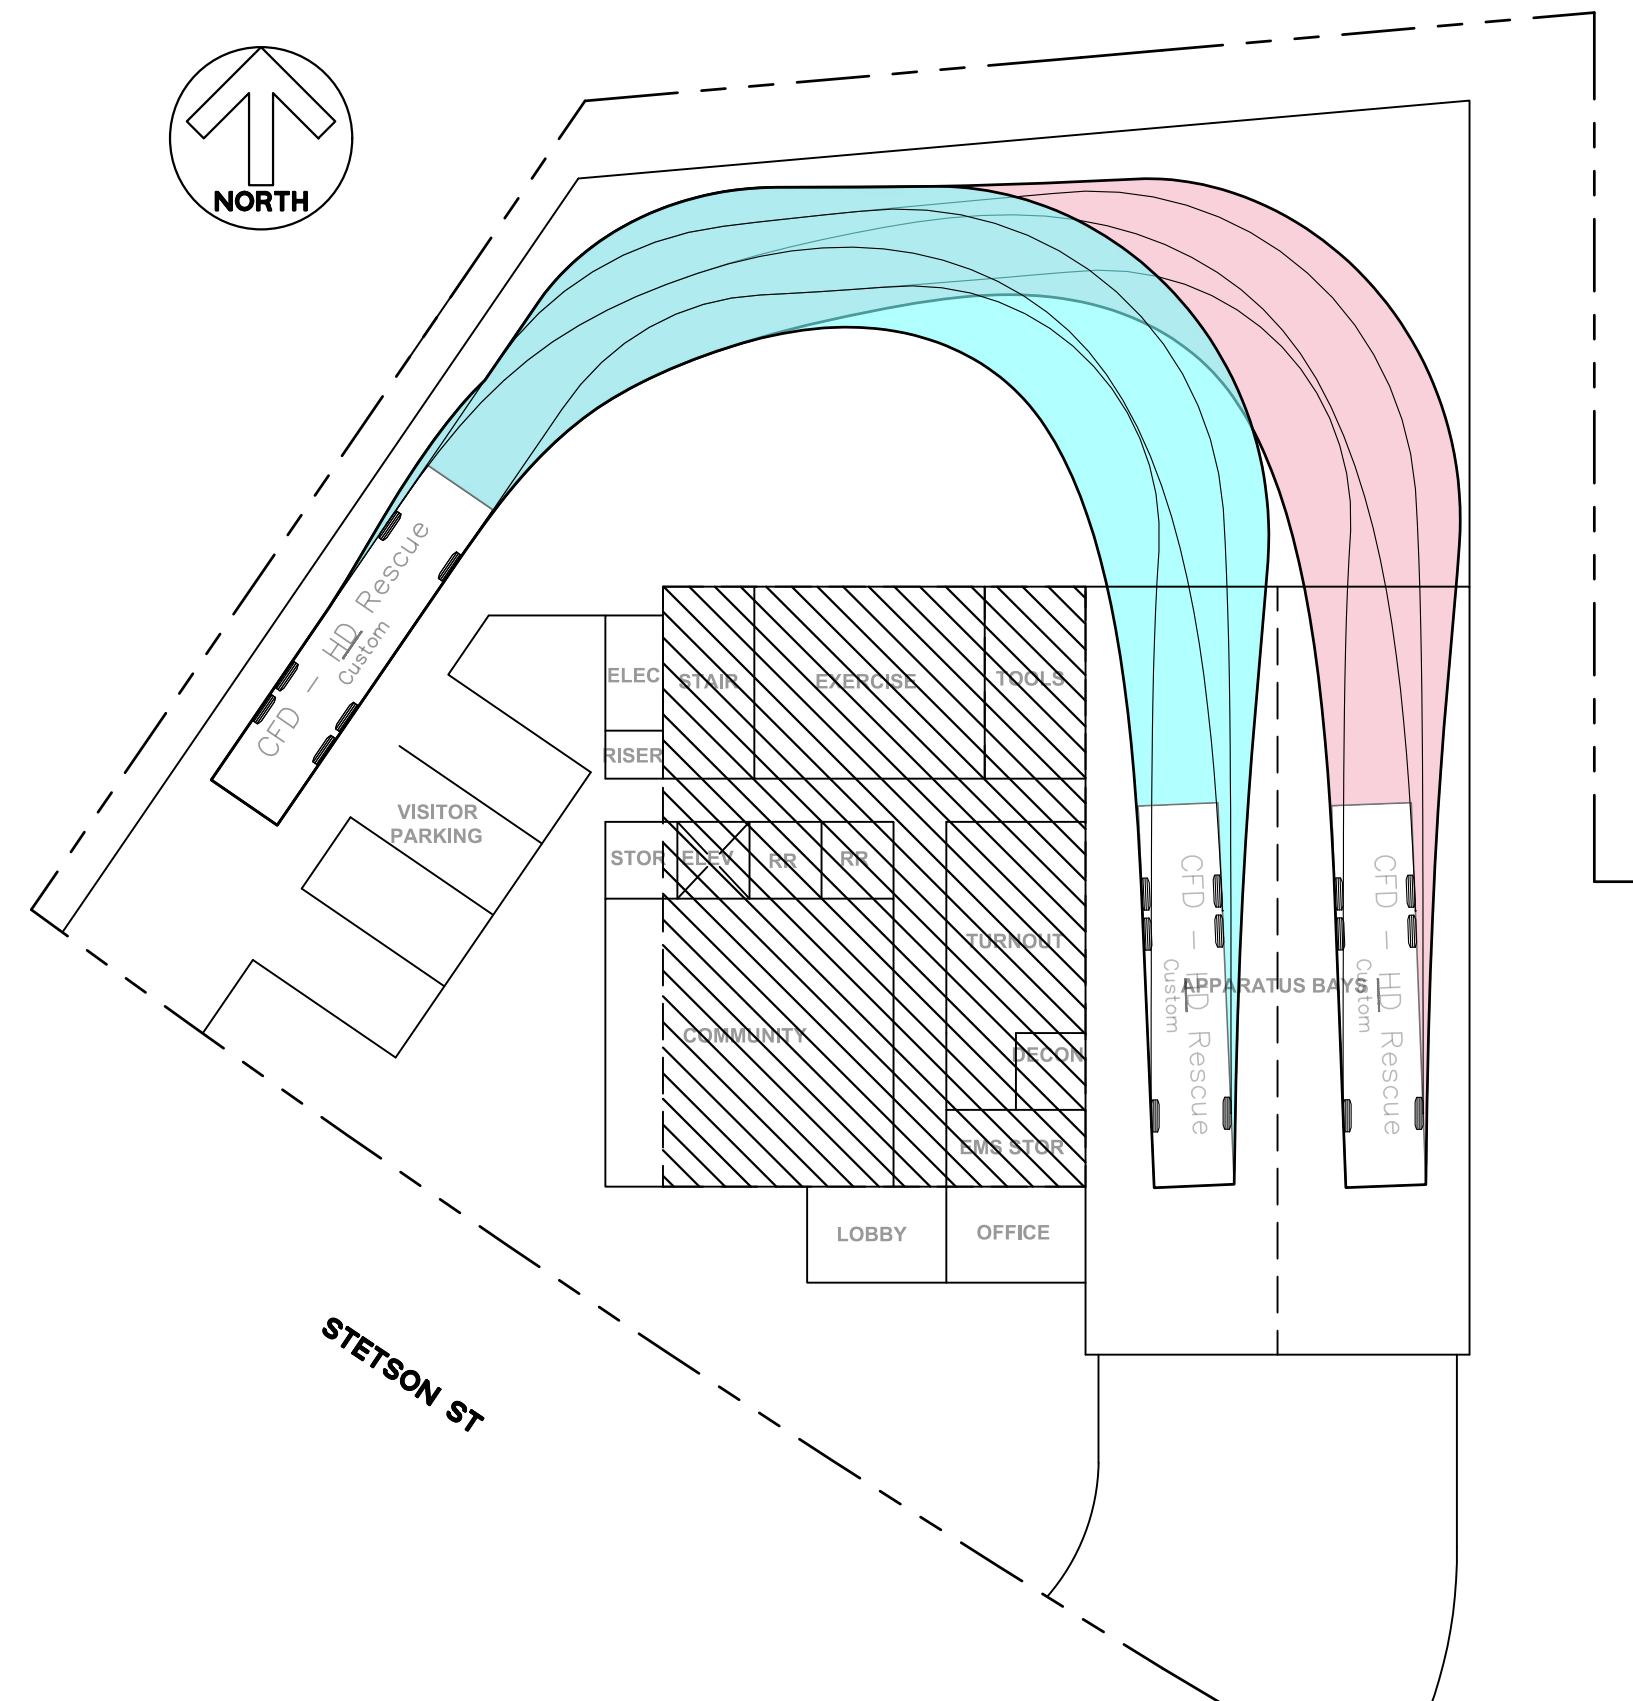 NORTH
CFD - HD Rescue
Custom
ELEC
STAIR
EXERCISE
TOOLS
RISER
VISITOR
PARKING
STOR
ELEV
RR
RR
TURNOUT
CFD - HD Rescue
Custom
CFD - HD Rescue
Custom
APPARATUS BAYS
COMMUNITY
DECON
EMS STOR
LOBBY
OFFICE
STETSON ST